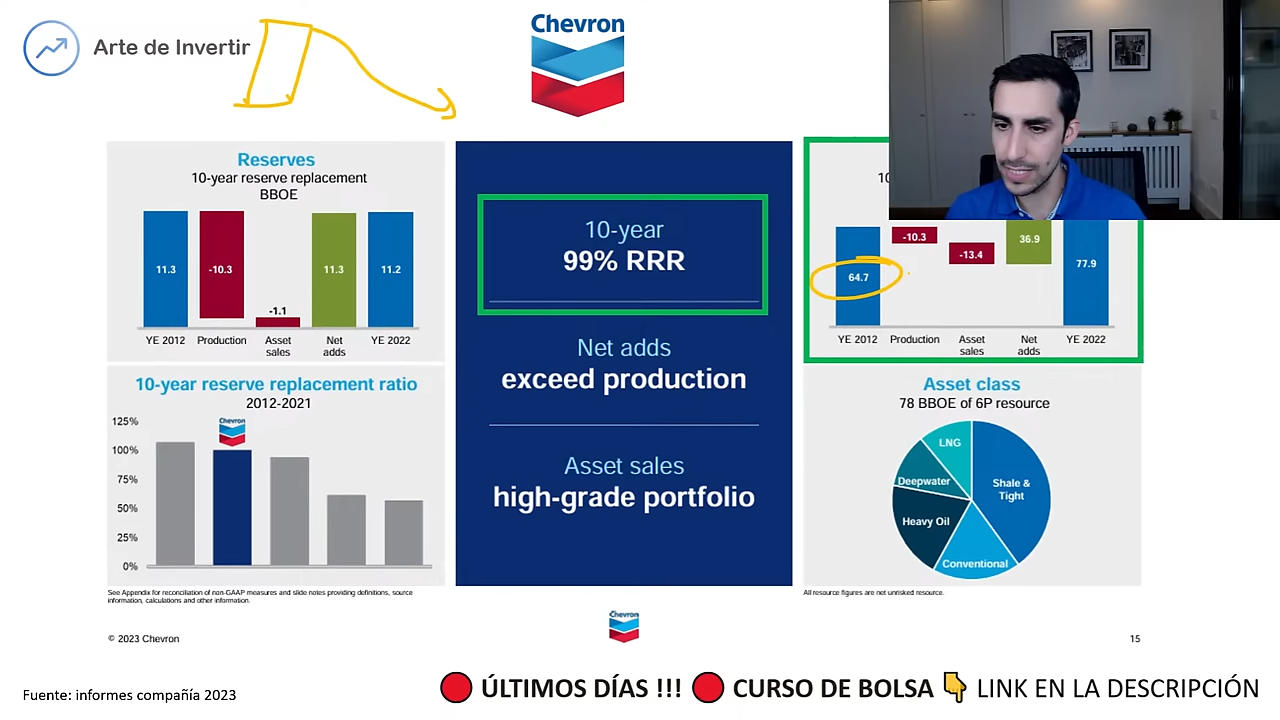 Arte de Invertir
Chevron
Reserves
10-year reserve replacement
BBOE
11.3
-10.3
-1.1
11.3
11.2
YE 2012
Production
Asset
sales
Net
adds
YE 2022
10-year reserve replacement ratio
2012-2021
125%
100%
75%
50%
25%
0%
Chevron
See Appendix for reconciliation of non-GAAP measures and slide notes providing definitions, source
information, calculations and other information.
© 2023 Chevron
10-year
99% RRR
Net adds
exceed production
Asset sales
high-grade portfolio
Chevron
10
64.7
-10.3
-13.4
36.9
77.9
YE 2012
Production
Asset
sales
Net
adds
YE 2022
Asset class
78 BBOE of 6P resource
LNG
Deepwater
Heavy Oil
Conventional
Shale &
Tight
All resource figures are net unrisked resource.
15
Fuente: informes compañía 2023
ÚLTIMOS DÍAS !!! CURSO DE BOLSA LINK EN LA DESCRIPCIÓN